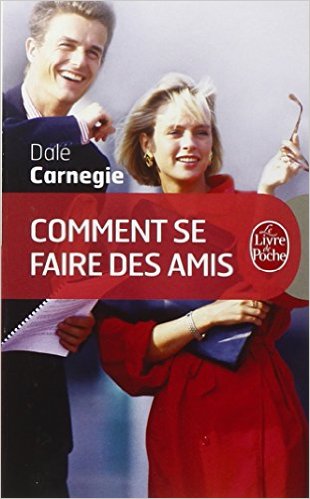 Dale
Carnegie
COMMENT SE
FAIRE DES AMIS
Le
Livre
de
Poche